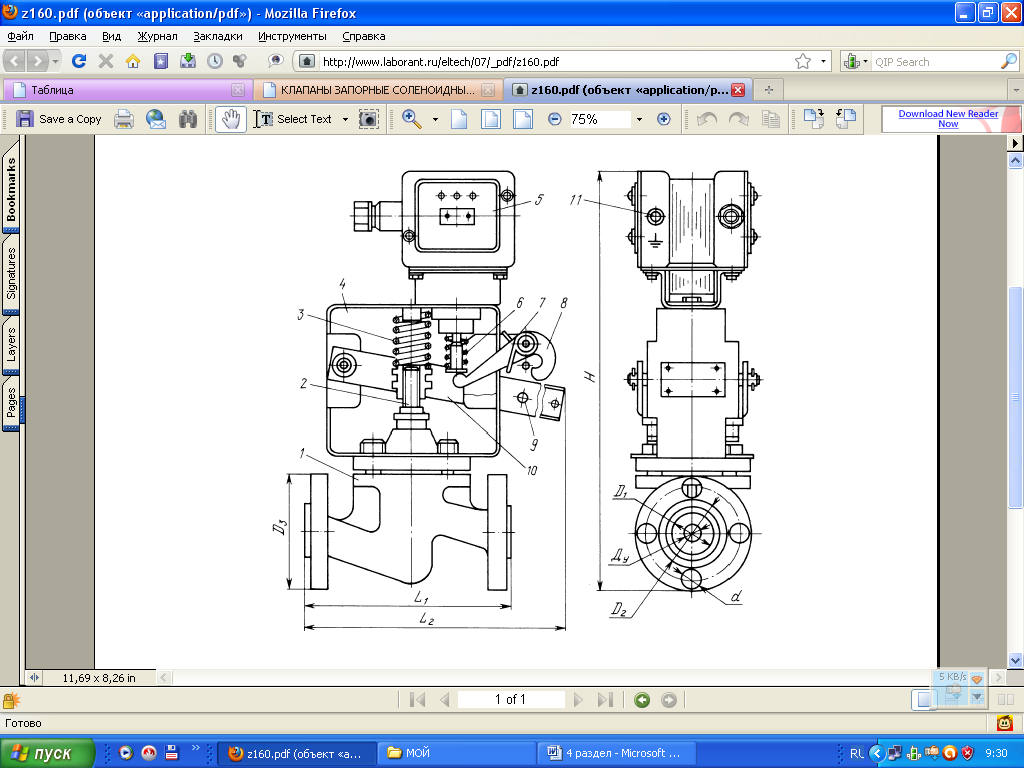 z160.pdf (объект «application/pdf») - Mozilla Firefox
Файл Правка Вид Журнал Закладки Инструменты Справка
http://www.laborant.ru/eltech/07/_pdf/z160.pdf
QIP Search
Таблица
КЛАПАНЫ ЗАПОРНЫЕ СОЛЕНОИДНЫ...
z160.pdf (объект «application/p...
Save a Copy
Select Text
75%
Download New Reader Now
Bookmarks
Signatures
Layers
Pages
5
11
4
3
6
7
8
2
H
9
10
1
D1
D3
Ду
L1
d
L2
D2
11,69 x 8,26 in
5 KB/s
1 of 1
Готово
пуск
z160.pdf (объект «а...
МОЙ
4 раздел - Microsoft ...
RL
9:30